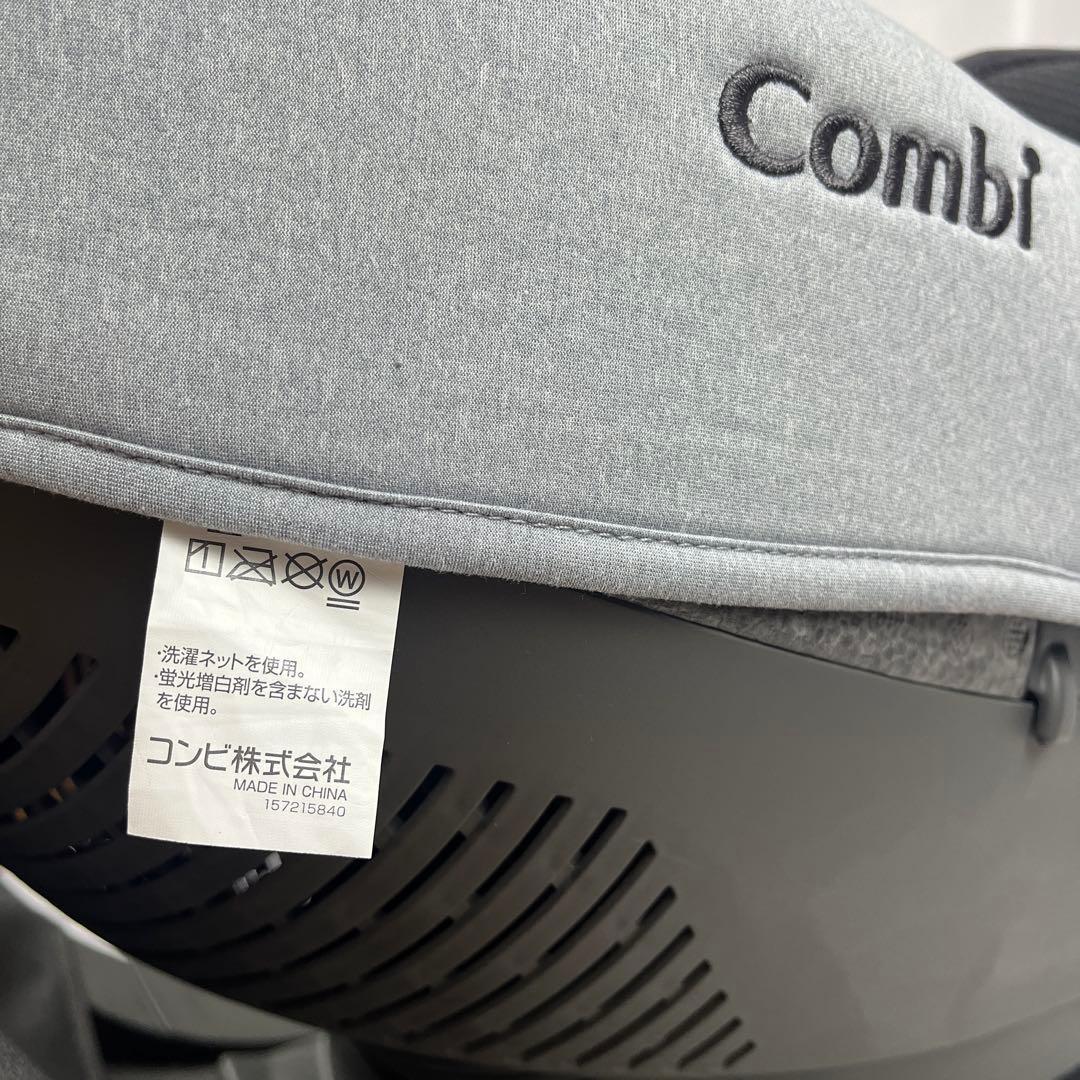 Combi
W
・洗濯ネットを使用。
・蛍光増白剤を含まない洗剤
を使用。
コンビ株式会社
MADE IN CHINA
157215840